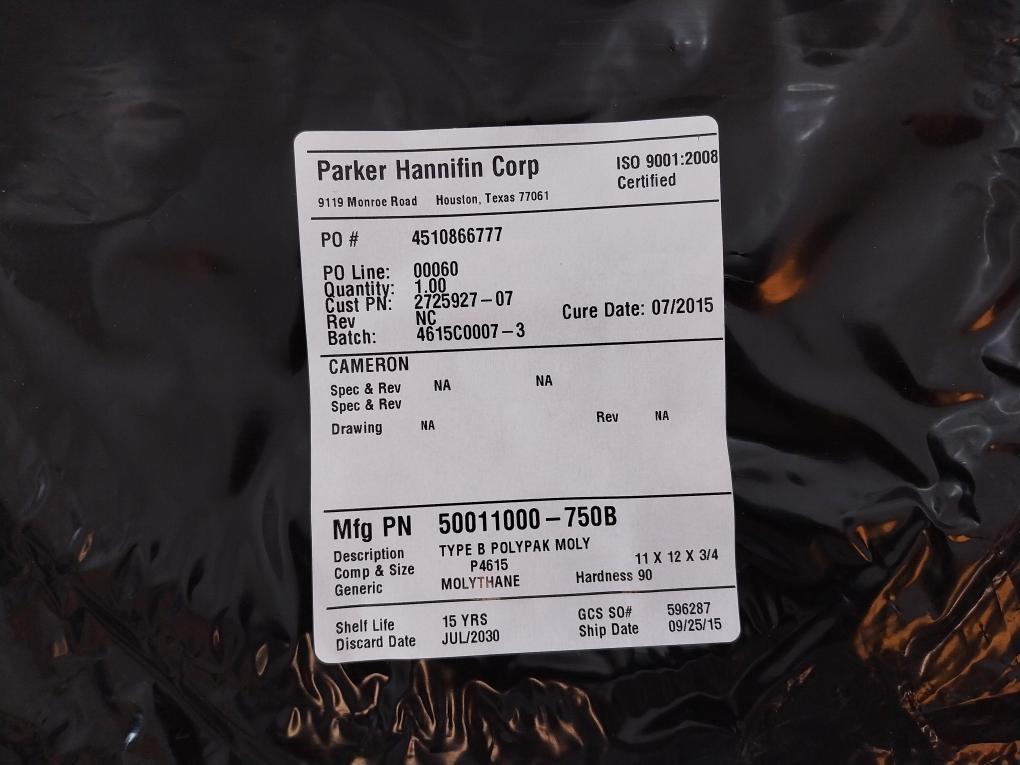 Parker Hannifin Corp ISO 9001:2008
Certified
9119 Monroe Road Houston, Texas 77061
PO # 4510866777
PO Line: 00060
Quantity: 1.00
Cust PN: 2725927-07 Cure Date: 07/2015
Rev NC
Batch: 4615C0007-3
CAMERON
Spec & Rev NA NA
Spec & Rev
Drawing NA Rev NA
Mfg PN 50011000-750B
Description TYPE B POLYPAK MOLY
Comp & Size P4615 11 X 12 X 3/4
Generic MOLYTHANE Hardness 90
Shelf Life 15 YRS GCS SO# 596287
Discard Date JUL/2030 Ship Date 09/25/15